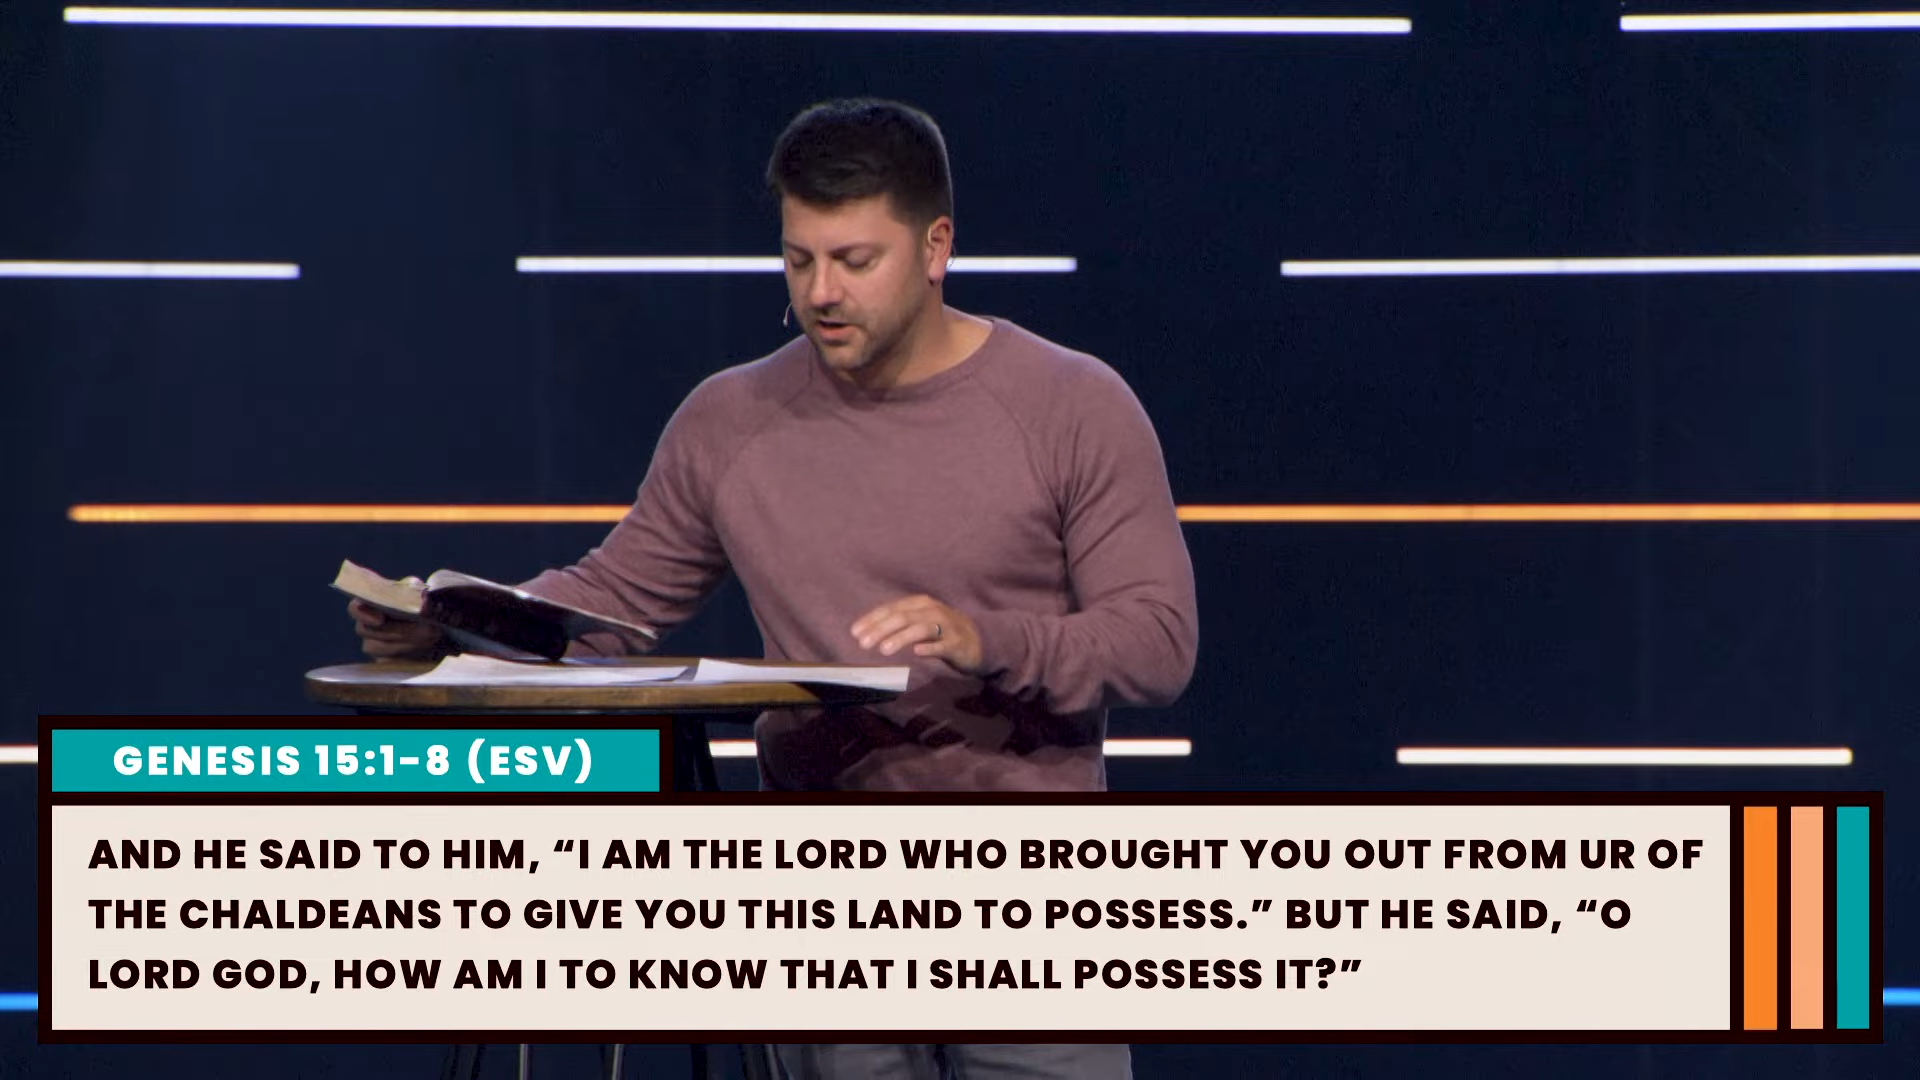 GENESIS 15:1-8 (ESV)
AND HE SAID TO HIM, “I AM THE LORD WHO BROUGHT YOU OUT FROM UR OF
THE CHALDEANS TO GIVE YOU THIS LAND TO POSSESS.” BUT HE SAID, “O
LORD GOD, HOW AM I TO KNOW THAT I SHALL POSSESS IT?”